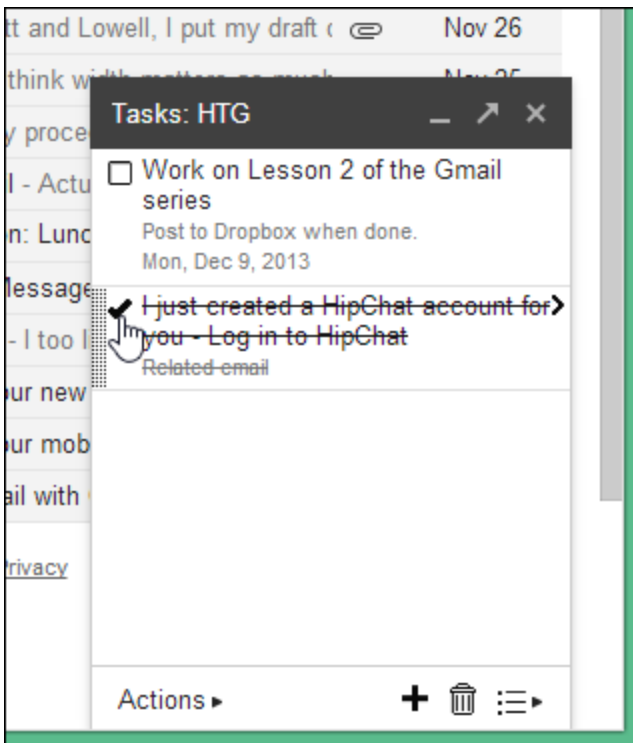 tt and Lowell, I put my draft Nov 26
think
Tasks: HTG
y proce
Work on Lesson 2 of the Gmail
series
l - Actu
Post to Dropbox when done.
n: Lunc
Mon, Dec 9, 2013
Message
I just created a HipChat account for
- I too
you - Log in to HipChat
Related email
ur new
ur mob
ail with
Privacy
Actions